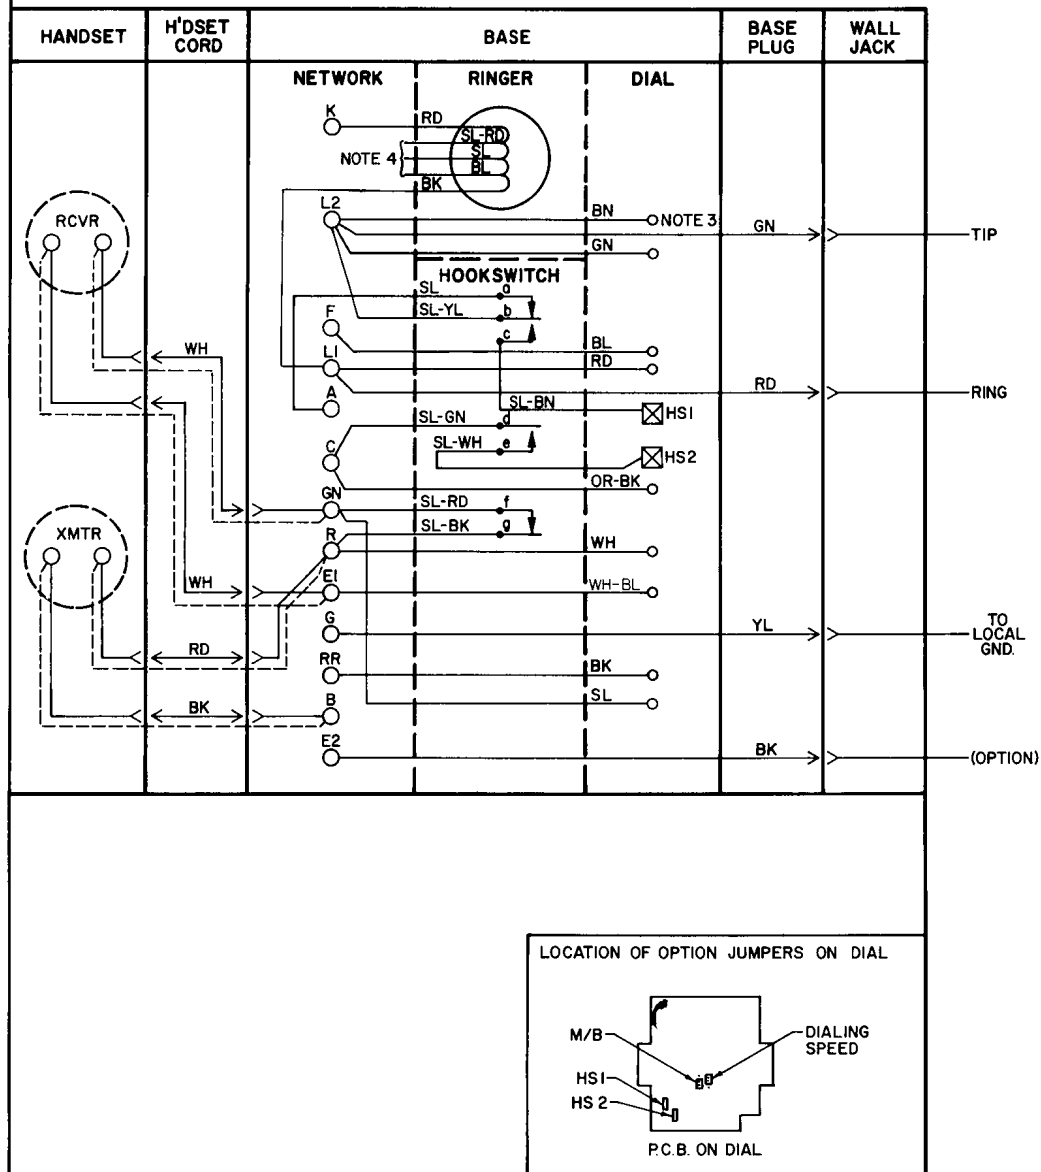 HANDSET
H'DSET
CORD
BASE
BASE
PLUG
WALL
JACK
NETWORK
RINGER
DIAL
K
RD
SL-RD
SL
BL
BK
NOTE 4
L2
BN
NOTE 3
GN
GN
TIP
RCVR
HOOKSWITCH
SL
a
SL-YL
b
c
F
BL
L1
RD
RD
RING
WH
A
SL-BN
HS1
SL-GN
d
SL-WH
e
HS2
C
OR-BK
GN
SL-RD
f
SL-BK
g
R
WH
XMTR
WH
E1
WH-BL
G
YL
TO
LOCAL
GND.
RD
RR
BK
SL
BK
B
E2
BK
(OPTION)
LOCATION OF OPTION JUMPERS ON DIAL
M/B
DIALING
SPEED
HS1
HS 2
P.C.B. ON DIAL